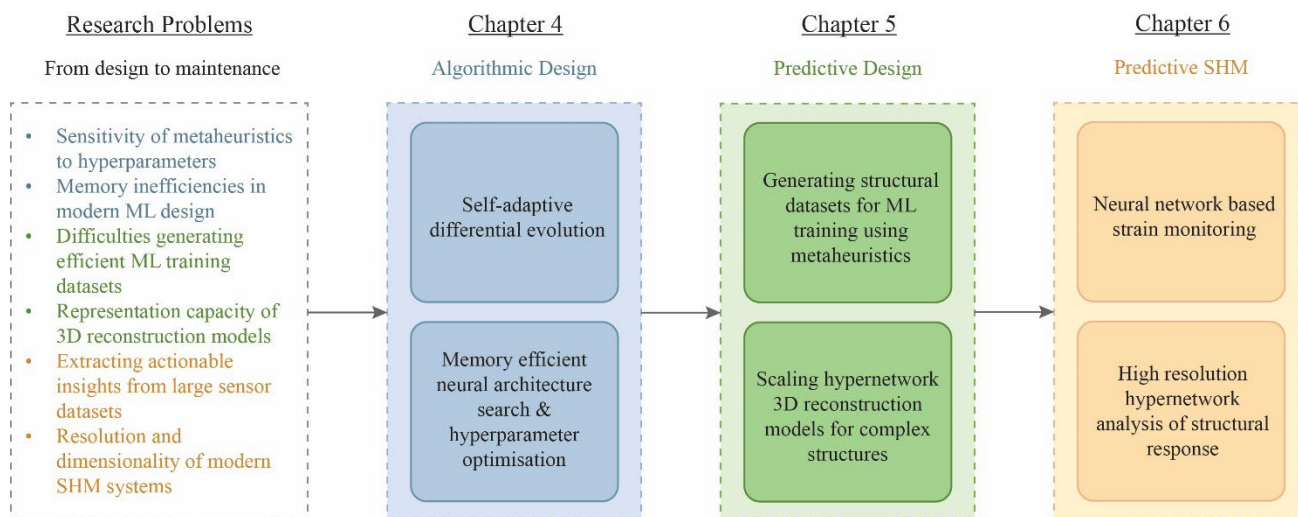 Research Problems
From design to maintenance
• Sensitivity of metaheuristics
to hyperparameters
• Memory inefficiencies in
modern ML design
• Difficulties generating
efficient ML training
datasets
• Representation capacity of
3D reconstruction models
• Extracting actionable
insights from large sensor
datasets
• Resolution and
dimensionality of modern
SHM systems
Chapter 4
Algorithmic Design
Self-adaptive
differential evolution
Memory efficient
neural architecture
search &
hyperparameter
optimisation
Chapter 5
Predictive Design
Generating structural
datasets for ML
training using
metaheuristics
Scaling hypernetwork
3D reconstruction
models for complex
structures
Chapter 6
Predictive SHM
Neural network based
strain monitoring
High resolution
hypernetwork
analysis of structural
response